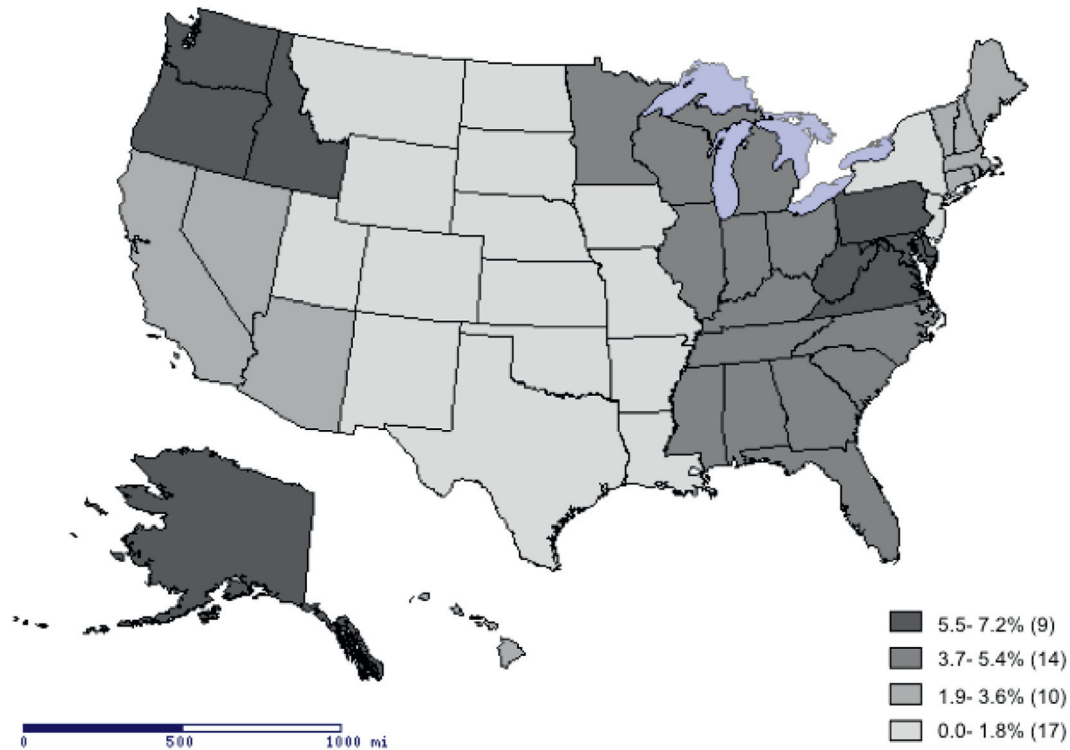 5.5- 7.2% (9)
3.7- 5.4% (14)
1.9- 3.6% (10)
0.0- 1.8% (17)
0 500 1000 mi